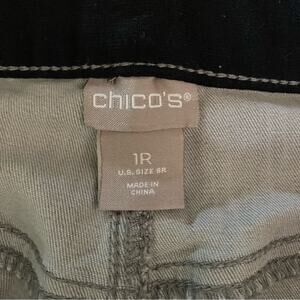 chico's®
1R
U.S. SIZE 8R
MADE IN
CHINA